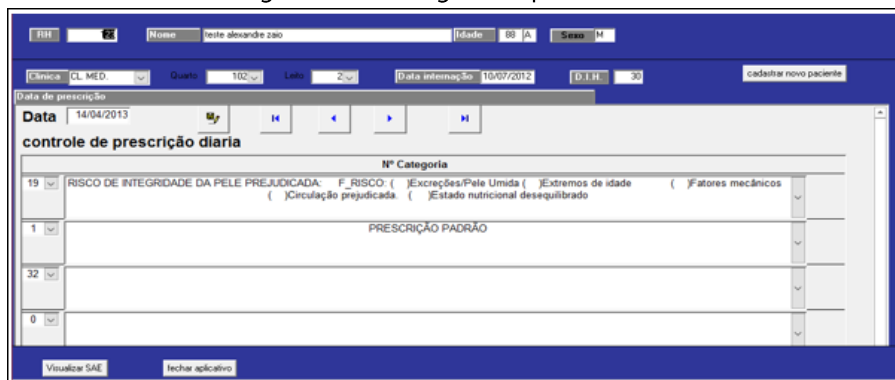 RH 126 Nome teste alexandre zaio Idade 88 A Sexo M
Clinica CL. MED. Quarto 102 Leito 2 Data internação 10/07/2012 D.I.H. 30 cadastrar novo paciente
Data de prescrição
Data 14/04/2013
controle de prescrição diaria
Nº Categoria
19 RISCO DE INTEGRIDADE DA PELE PREJUDICADA: F_RISCO: ( )Excreções/Pele Umida ( )Extremos de idade ( )Fatores mecânicos
( )Circulação prejudicada. ( )Estado nutricional desequilibrado
1 PRESCRIÇÃO PADRÃO
32
0
Visualizar SAE fechar aplicativo